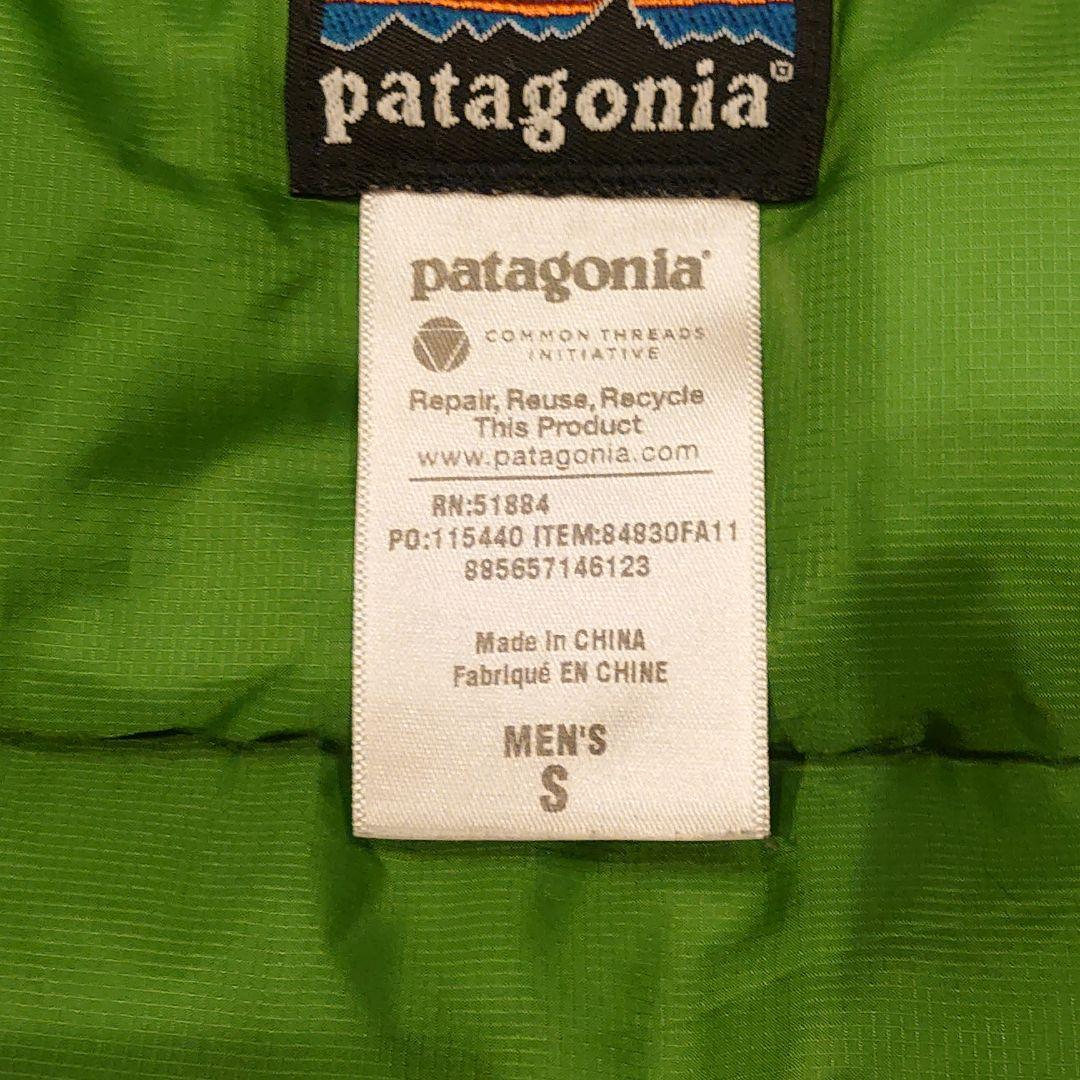 patagonia®
patagonia®
COMMON THREADS
INITIATIVE
Repair, Reuse, Recycle
This Product
www.patagonia.com
RN:51884
PO:115440 ITEM:84830FA11
885657146123
Made In CHINA
Fabriqué EN CHINE
MEN'S
S